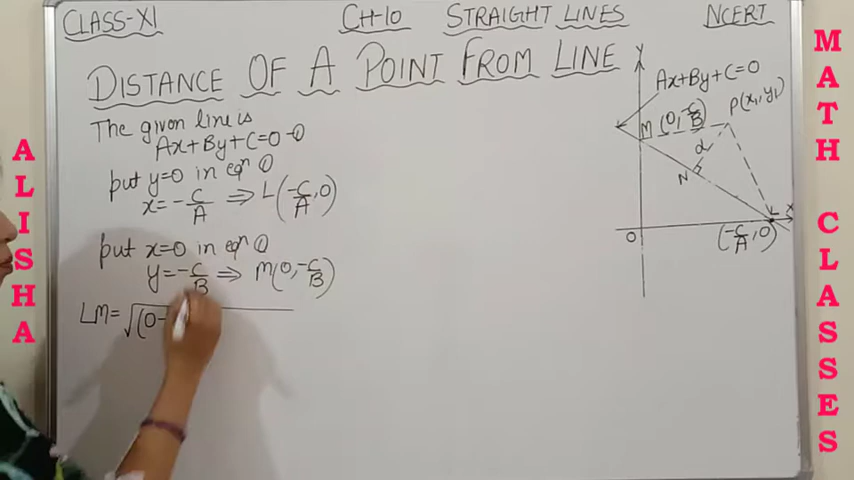 CLASS-XI CH-10 STRAIGHT LINES NCERT
DISTANCE OF A POINT FROM LINE
The given line is
Ax+By+C=0 -①
put y=0 in eqⁿ ①
x=-C/A ⇒ L(-C/A,0)
put x=0 in eqⁿ ①
y=-C/B ⇒ M(0,-C/B)
LM=√(0-
Y
Ax+By+C=0
M (0,-C/B)
P(x₁,y₁)
d
N
L
X
O
(-C/A,0)
ALISHA
MATH CLASSES